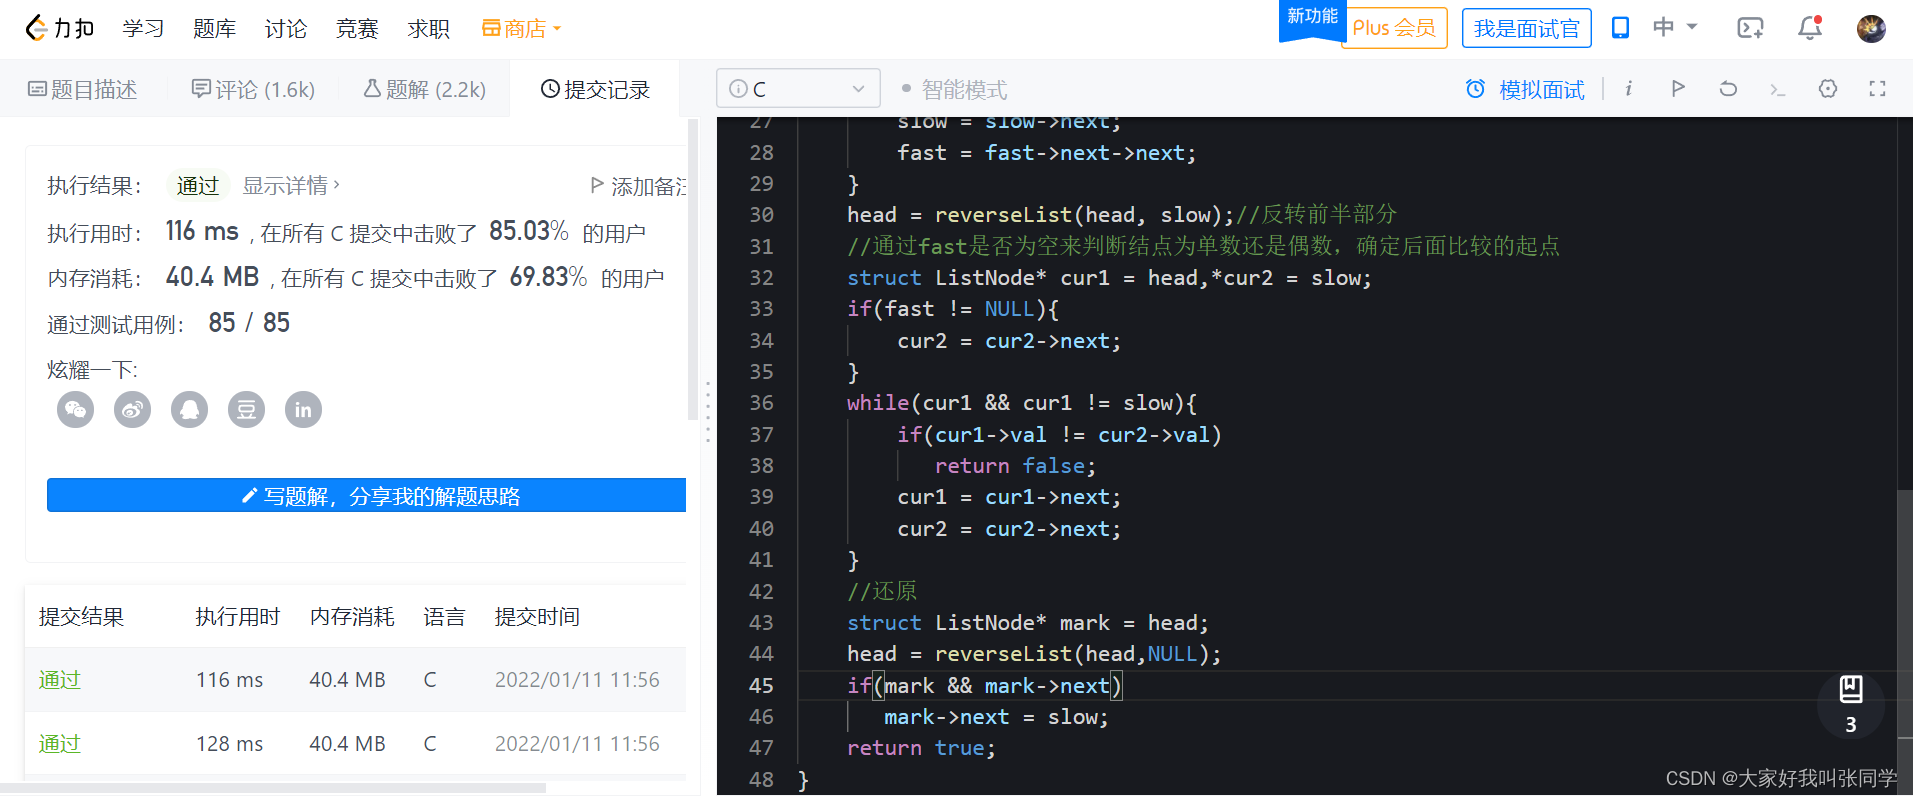 力扣 学习 题库 讨论 竞赛 求职 商店 新功能 Plus 会员 我是面试官 中
题目描述 评论 (1.6k) 题解 (2.2k) 提交记录 C 智能模式 模拟面试
执行结果： 通过 显示详情 › 添加备注
执行用时： 116 ms , 在所有 C 提交中击败了 85.03% 的用户
内存消耗： 40.4 MB , 在所有 C 提交中击败了 69.83% 的用户
通过测试用例： 85 / 85
炫耀一下:
豆 in
写题解，分享我的解题思路
提交结果 执行用时 内存消耗 语言 提交时间
通过 116 ms 40.4 MB C 2022/01/11 11:56
通过 128 ms 40.4 MB C 2022/01/11 11:56
27 slow = slow->next;
28 fast = fast->next->next;
29 }
30 head = reverseList(head, slow);//反转前半部分
31 //通过fast是否为空来判断结点为单数还是偶数，确定后面比较的起点
32 struct ListNode* cur1 = head,*cur2 = slow;
33 if(fast != NULL){
34 cur2 = cur2->next;
35 }
36 while(cur1 && cur1 != slow){
37 if(cur1->val != cur2->val)
38 return false;
39 cur1 = cur1->next;
40 cur2 = cur2->next;
41 }
42 //还原
43 struct ListNode* mark = head;
44 head = reverseList(head,NULL);
45 if(mark && mark->next)
46 mark->next = slow;
47 return true;
48 }
3
CSDN @大家好我叫张同学